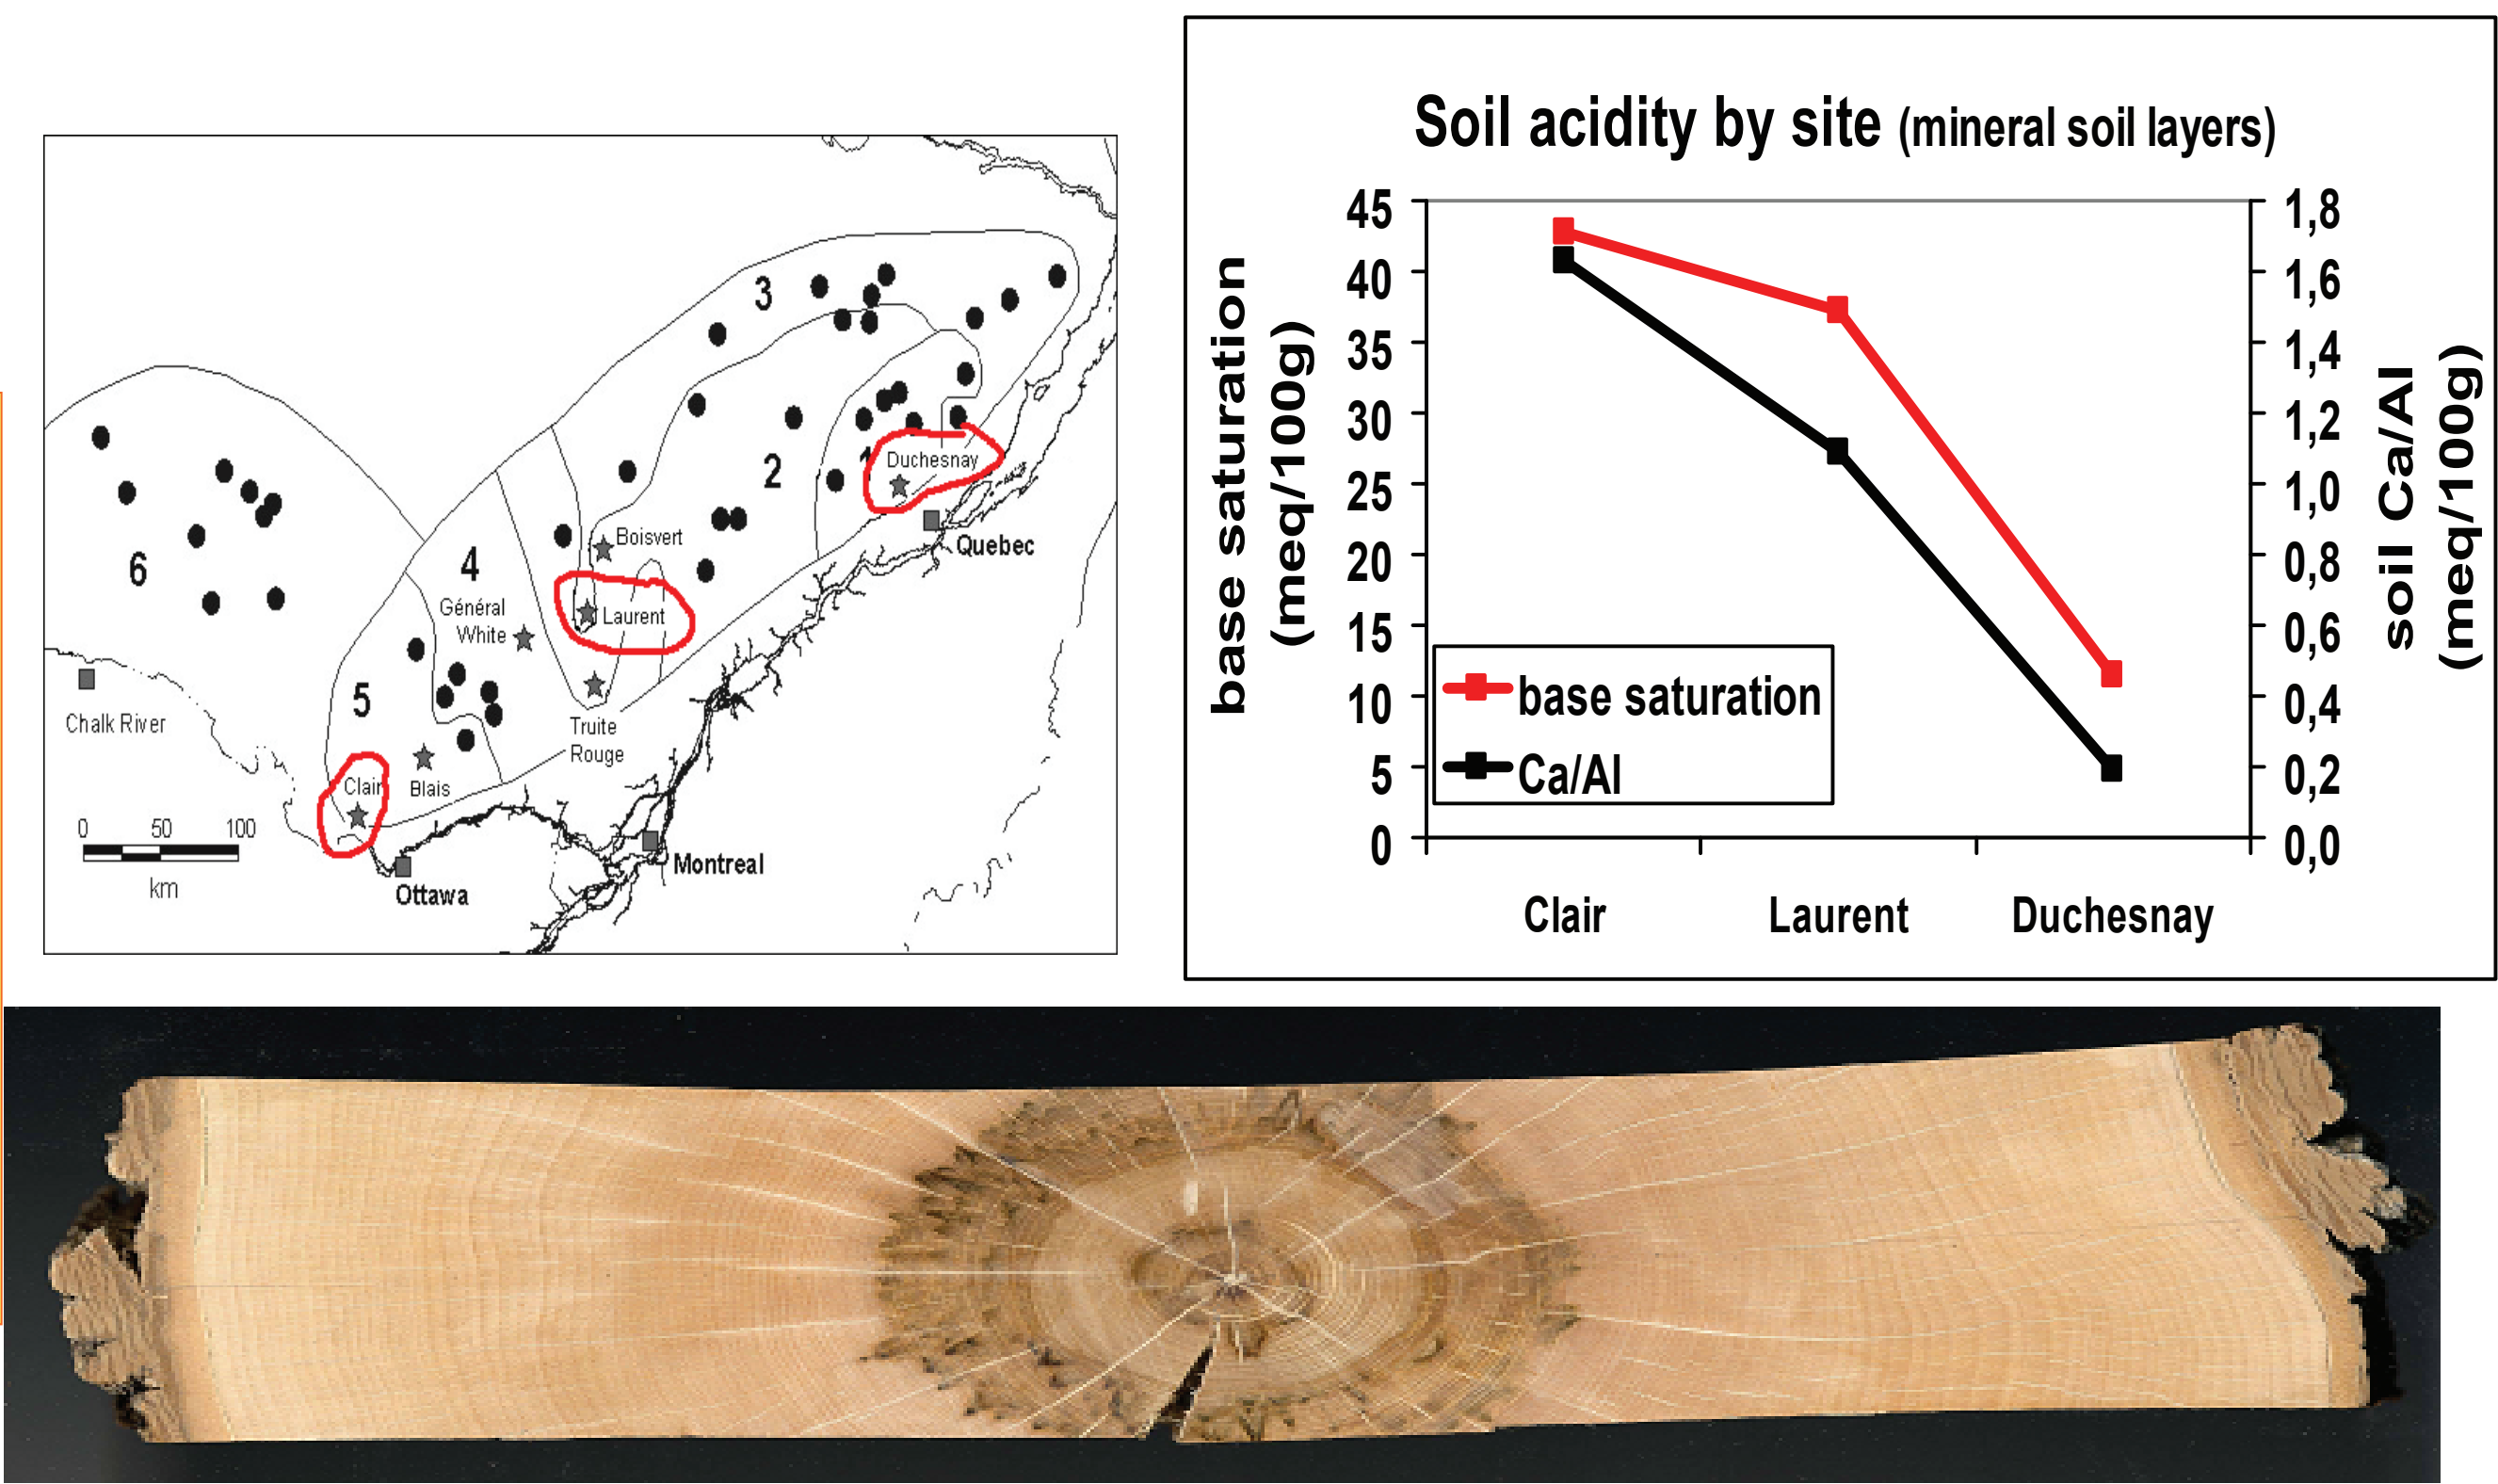 3
1
Duchesnay
2
Boisvert
Quebec
6
4
Général
White
Laurent
5
Chalk River
Truite
Rouge
Clair
Blais
0 50 100
km
Montreal
Ottawa
Soil acidity by site (mineral soil layers)
base saturation
(meq/100g)
45
40
35
30
25
20
15
10
5
0
1,8
1,6
1,4
1,2
1,0
0,8
0,6
0,4
0,2
0,0
soil Ca/Al
(meq/100g)
base saturation
Ca/Al
Clair Laurent Duchesnay